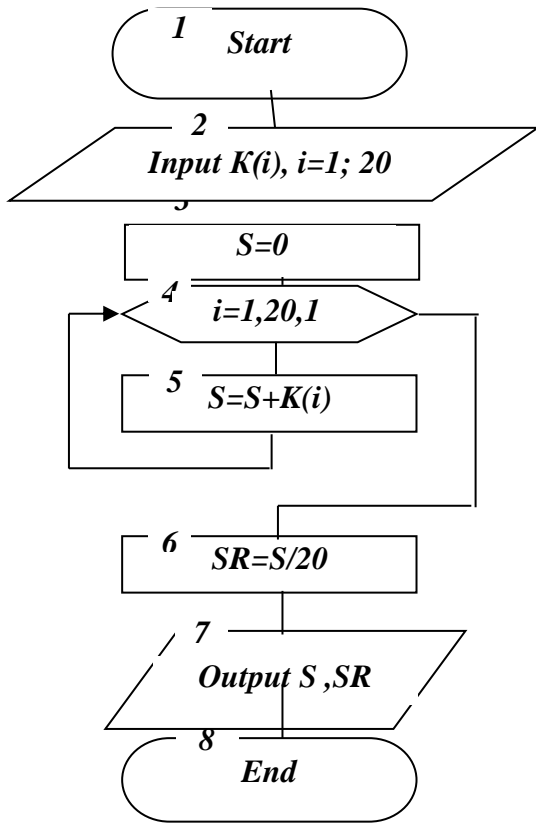 1
Start
2
Input K(i), i=1; 20
3
S=0
4
i=1,20,1
5
S=S+K(i)
6
SR=S/20
7
Output S ,SR
8
End